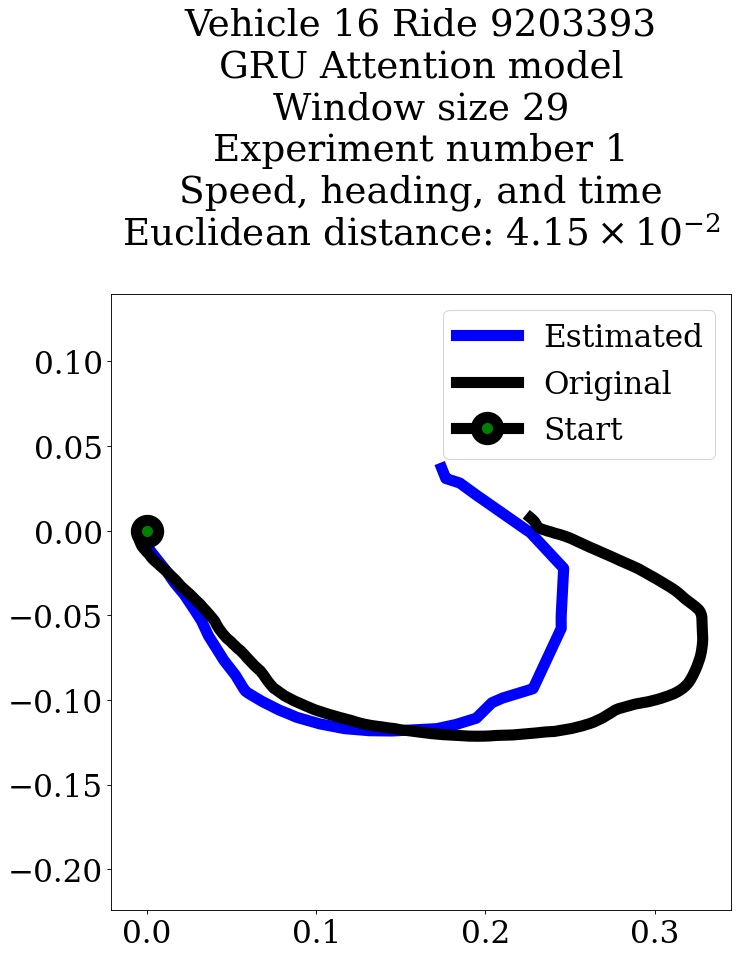 Vehicle 16 Ride 9203393
GRU Attention model
Window size 29
Experiment number 1
Speed, heading, and time
Euclidean distance: 4.15 × 10⁻²
Estimated
Original
Start
0.10
0.05
0.00
−0.05
−0.10
−0.15
−0.20
0.0 0.1 0.2 0.3